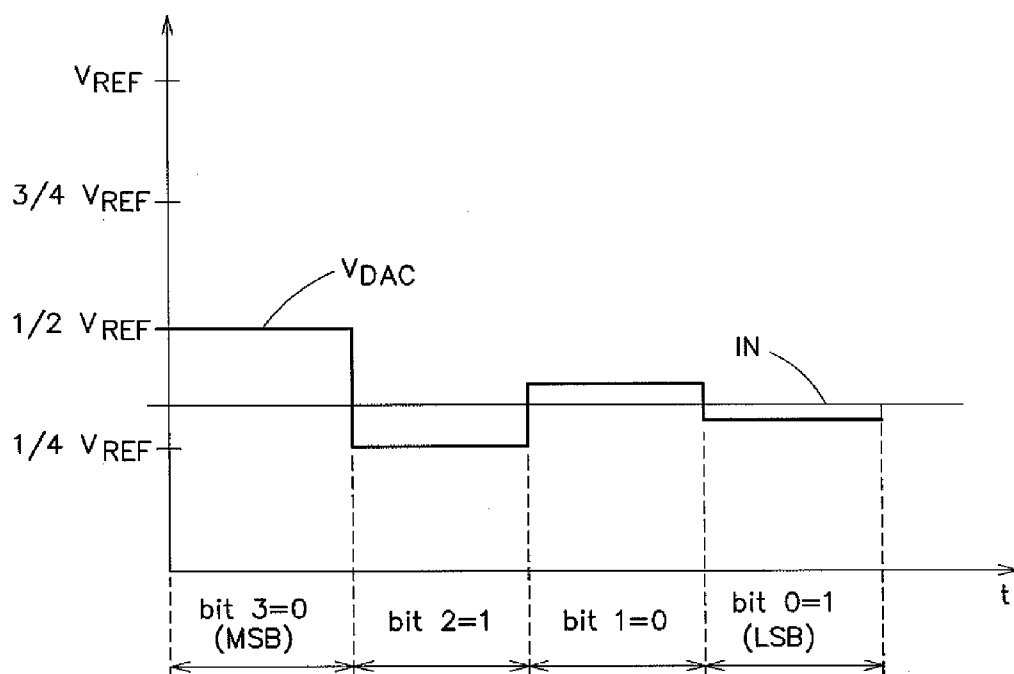 VREF
3/4 VREF
VDAC
1/2 VREF
IN
1/4 VREF
t
bit 3=0
(MSB)
bit 2=1
bit 1=0
bit 0=1
(LSB)